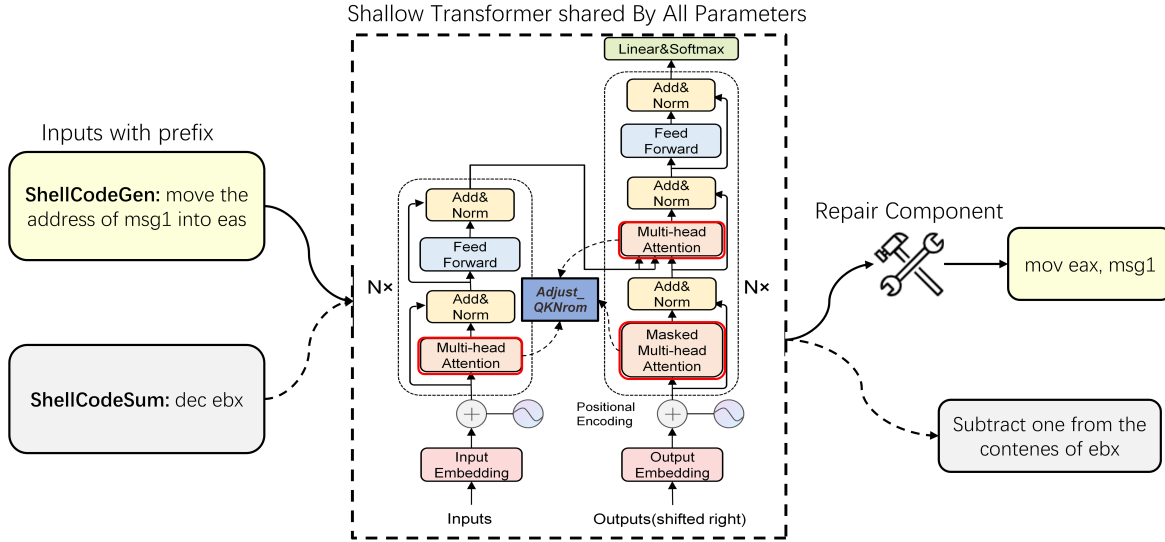 Shallow Transformer shared By All Parameters
Inputs with prefix
ShellCodeGen: move the
address of msg1 into eas
ShellCodeSum: dec ebx
Linear&Softmax
Add&
Norm
Feed
Forward
Add&
Norm
Multi-head
Attention
Add&
Norm
Masked
Multi-head
Attention
N×
Add&
Norm
Feed
Forward
Add&
Norm
Multi-head
Attention
N×
Adjust_
QKNrom
Positional
Encoding
Input
Embedding
Output
Embedding
Inputs
Outputs(shifted right)
Repair Component
mov eax, msg1
Subtract one from the
contenes of ebx